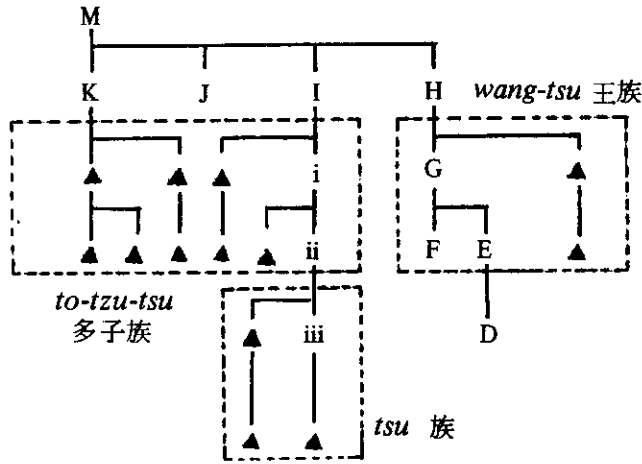 M
K J I H wang-tsu 王族
i G
ii F E
to-tzu-tsu
多子族
iii D
tsu 族